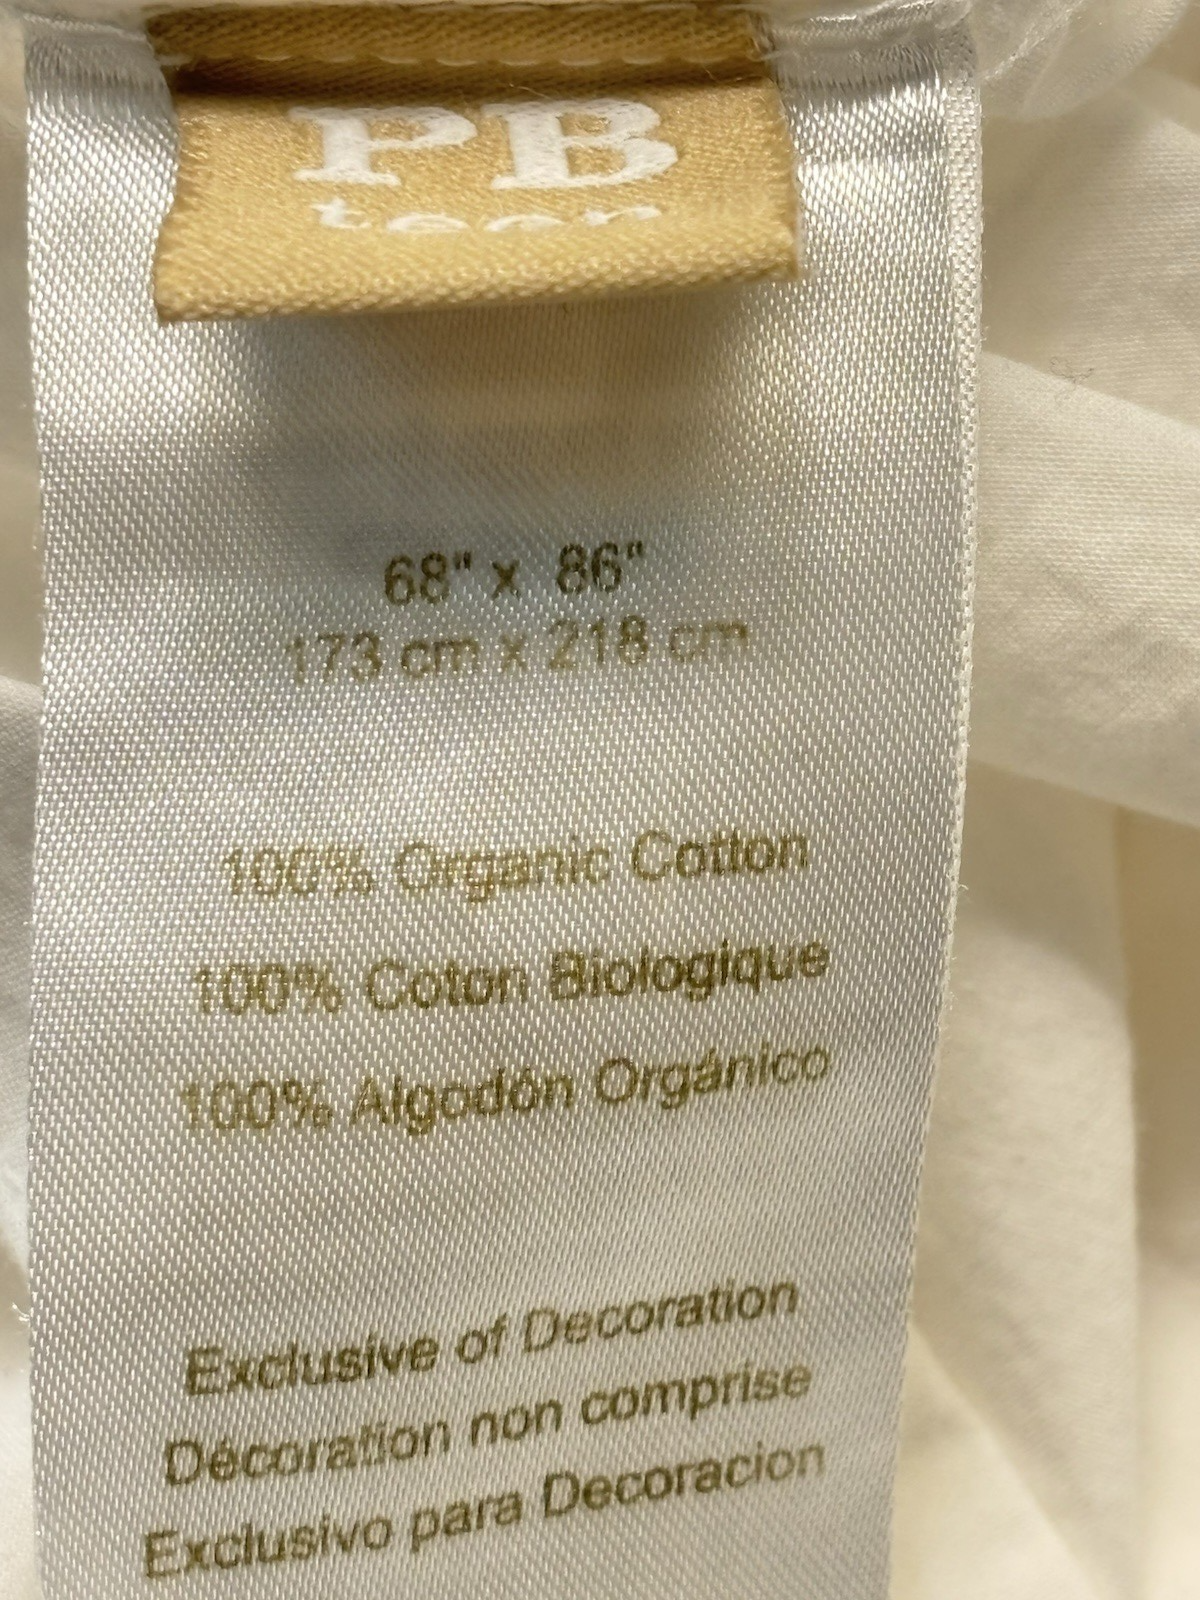 PB
teen
68" x 86"
173 cm x 218 cm
100% Organic Cotton
100% Coton Biologique
100% Algodón Orgánico
Exclusive of Decoration
Décoration non comprise
Exclusivo para Decoracion